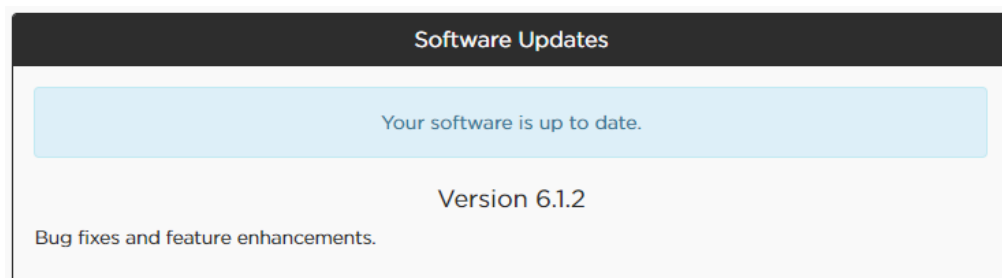 Software Updates
Your software is up to date.
Version 6.1.2
Bug fixes and feature enhancements.